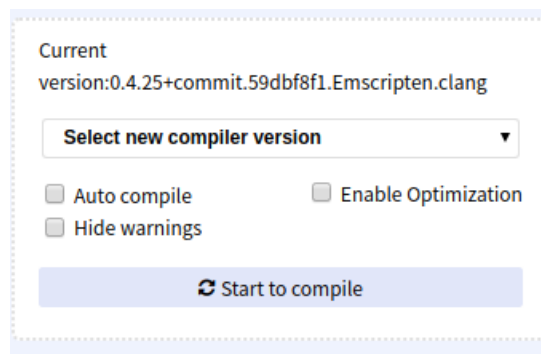 Current
version:0.4.25+commit.59dbf8f1.Emscripten.clang
Select new compiler version
Auto compile
Enable Optimization
Hide warnings
Start to compile